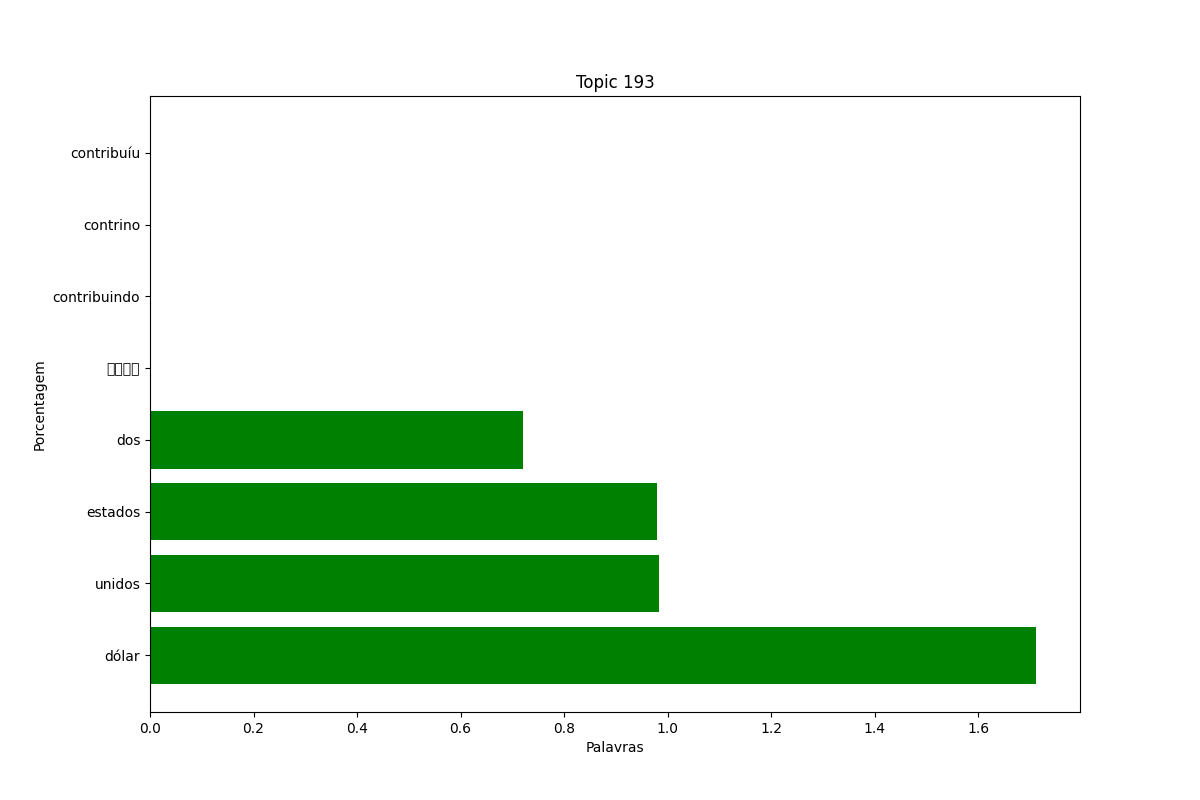 Topic 193
contribuíu
contrino
contribuindo
dos
estados
unidos
dólar
Porcentagem
0.0 0.2 0.4 0.6 0.8 1.0 1.2 1.4 1.6
Palavras